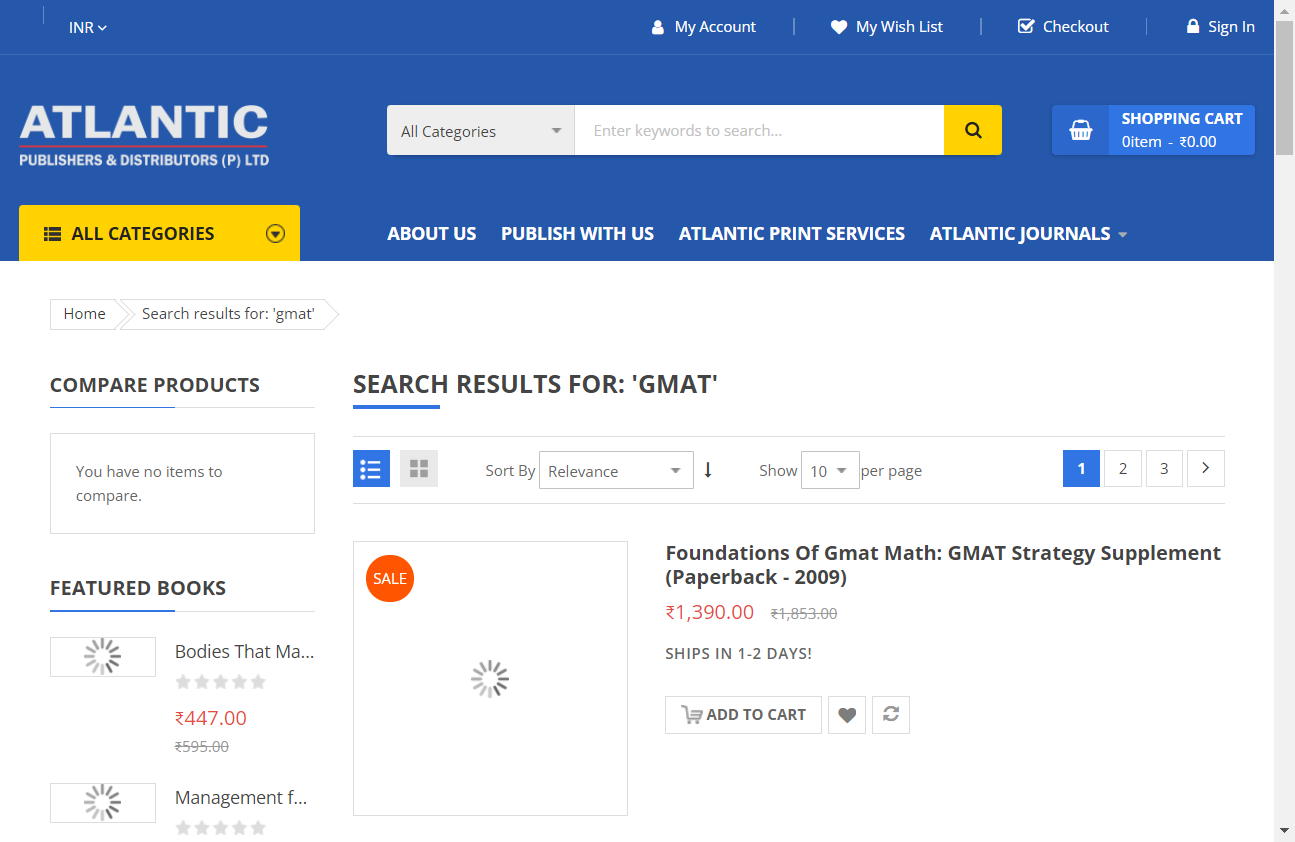 INR
My Account
My Wish List
Checkout
Sign In
ATLANTIC
PUBLISHERS & DISTRIBUTORS (P) LTD
All Categories
Enter keywords to search...
SHOPPING CART
0item - ₹0.00
ALL CATEGORIES
ABOUT US
PUBLISH WITH US
ATLANTIC PRINT SERVICES
ATLANTIC JOURNALS
Home
Search results for: 'gmat'
COMPARE PRODUCTS
You have no items to
compare.
FEATURED BOOKS
Bodies That Ma...
₹447.00
₹595.00
Management f...
SEARCH RESULTS FOR: 'GMAT'
Sort By
Relevance
Show
10
per page
1
2
3
SALE
Foundations Of Gmat Math: GMAT Strategy Supplement
(Paperback - 2009)
₹1,390.00
₹1,853.00
SHIPS IN 1-2 DAYS!
ADD TO CART